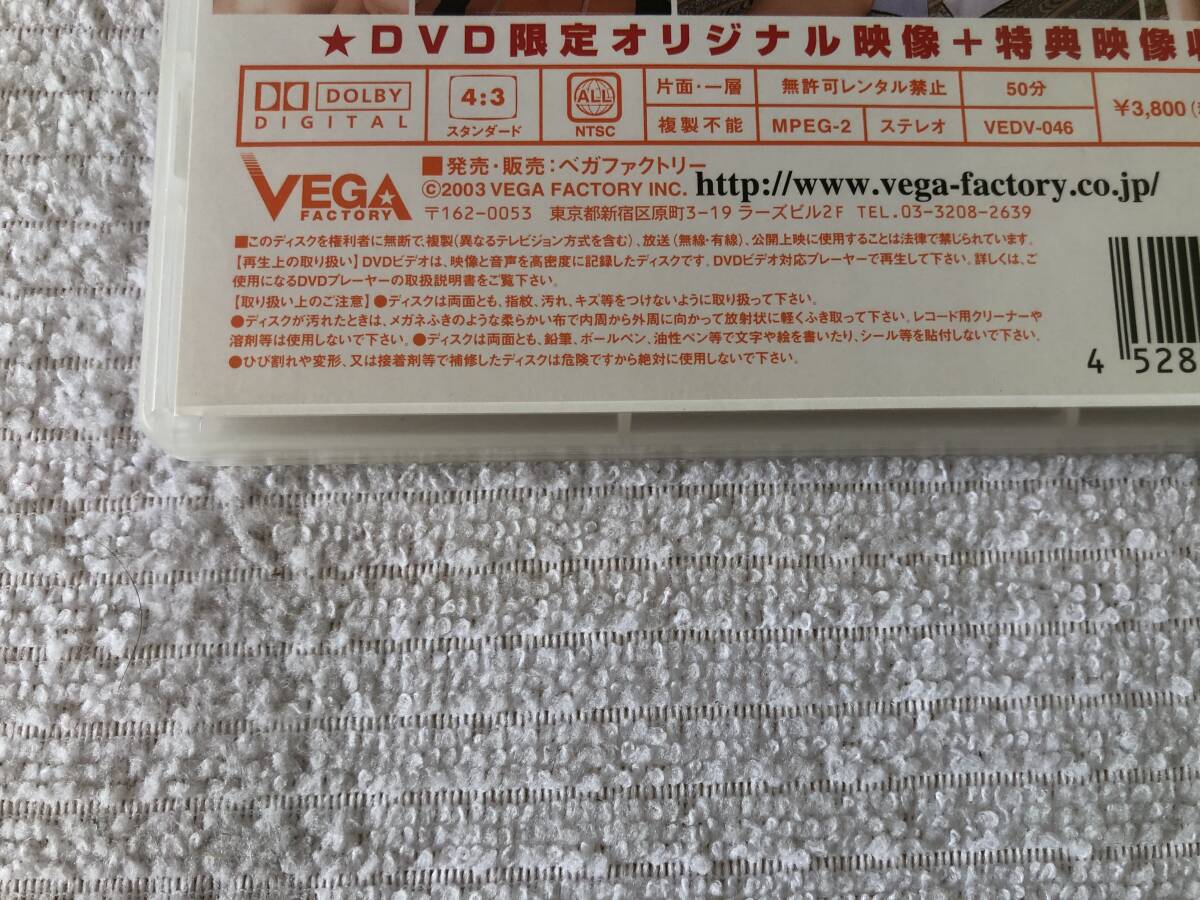 ★DVD限定オリジナル映像＋特典映像収
DOLBY
DIGITAL
4:3
スタンダード
ALL
NTSC
片面・一層
無許可レンタル禁止
50分
¥3,800(
複製不能
MPEG-2
ステレオ
VEDV-046
VEGA
FACTORY
■発売・販売：ベガファクトリー
©2003 VEGA FACTORY INC. http://www.vega-factory.co.jp/
〒162-0053 東京都新宿区原町3-19 ラーズビル2F TEL.03-3208-2639
■このディスクを権利者に無断で、複製(異なるテレビジョン方式を含む)、放送(無線・有線)、公開上映に使用することは法律で禁じられています。
【再生上の取り扱い】DVDビデオは、映像と音声を高密度に記録したディスクです。DVDビデオ対応プレーヤーで再生して下さい。詳しくは、ご
使用になるDVDプレーヤーの取扱説明書をご覧下さい。
【取り扱い上のご注意】●ディスクは両面とも、指紋、汚れ、キズ等をつけないように取り扱って下さい。
●ディスクが汚れたときは、メガネふきのような柔らかい布で内周から外周に向かって放射状に軽くふき取って下さい。レコード用クリーナーや
溶剤等は使用しないで下さい。●ディスクは両面とも、鉛筆、ボールペン、油性ペン等で文字や絵を書いたり、シール等を貼付しないで下さい。
●ひび割れや変形、又は接着剤等で補修したディスクは危険ですから絶対に使用しないで下さい。
4 528